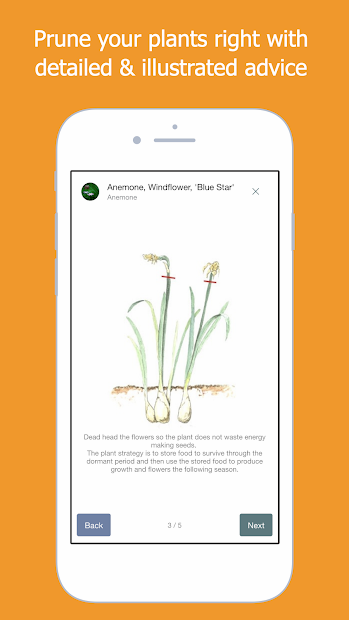 Prune your plants right with
detailed & illustrated advice
Anemone, Windflower, 'Blue Star'
Anemone
Dead head the flowers so the plant does not waste energy
making seeds.
The plant strategy is to store food to survive through the
dormant period and then use the stored food to produce
growth and flowers the following season.
Back
3 / 5
Next